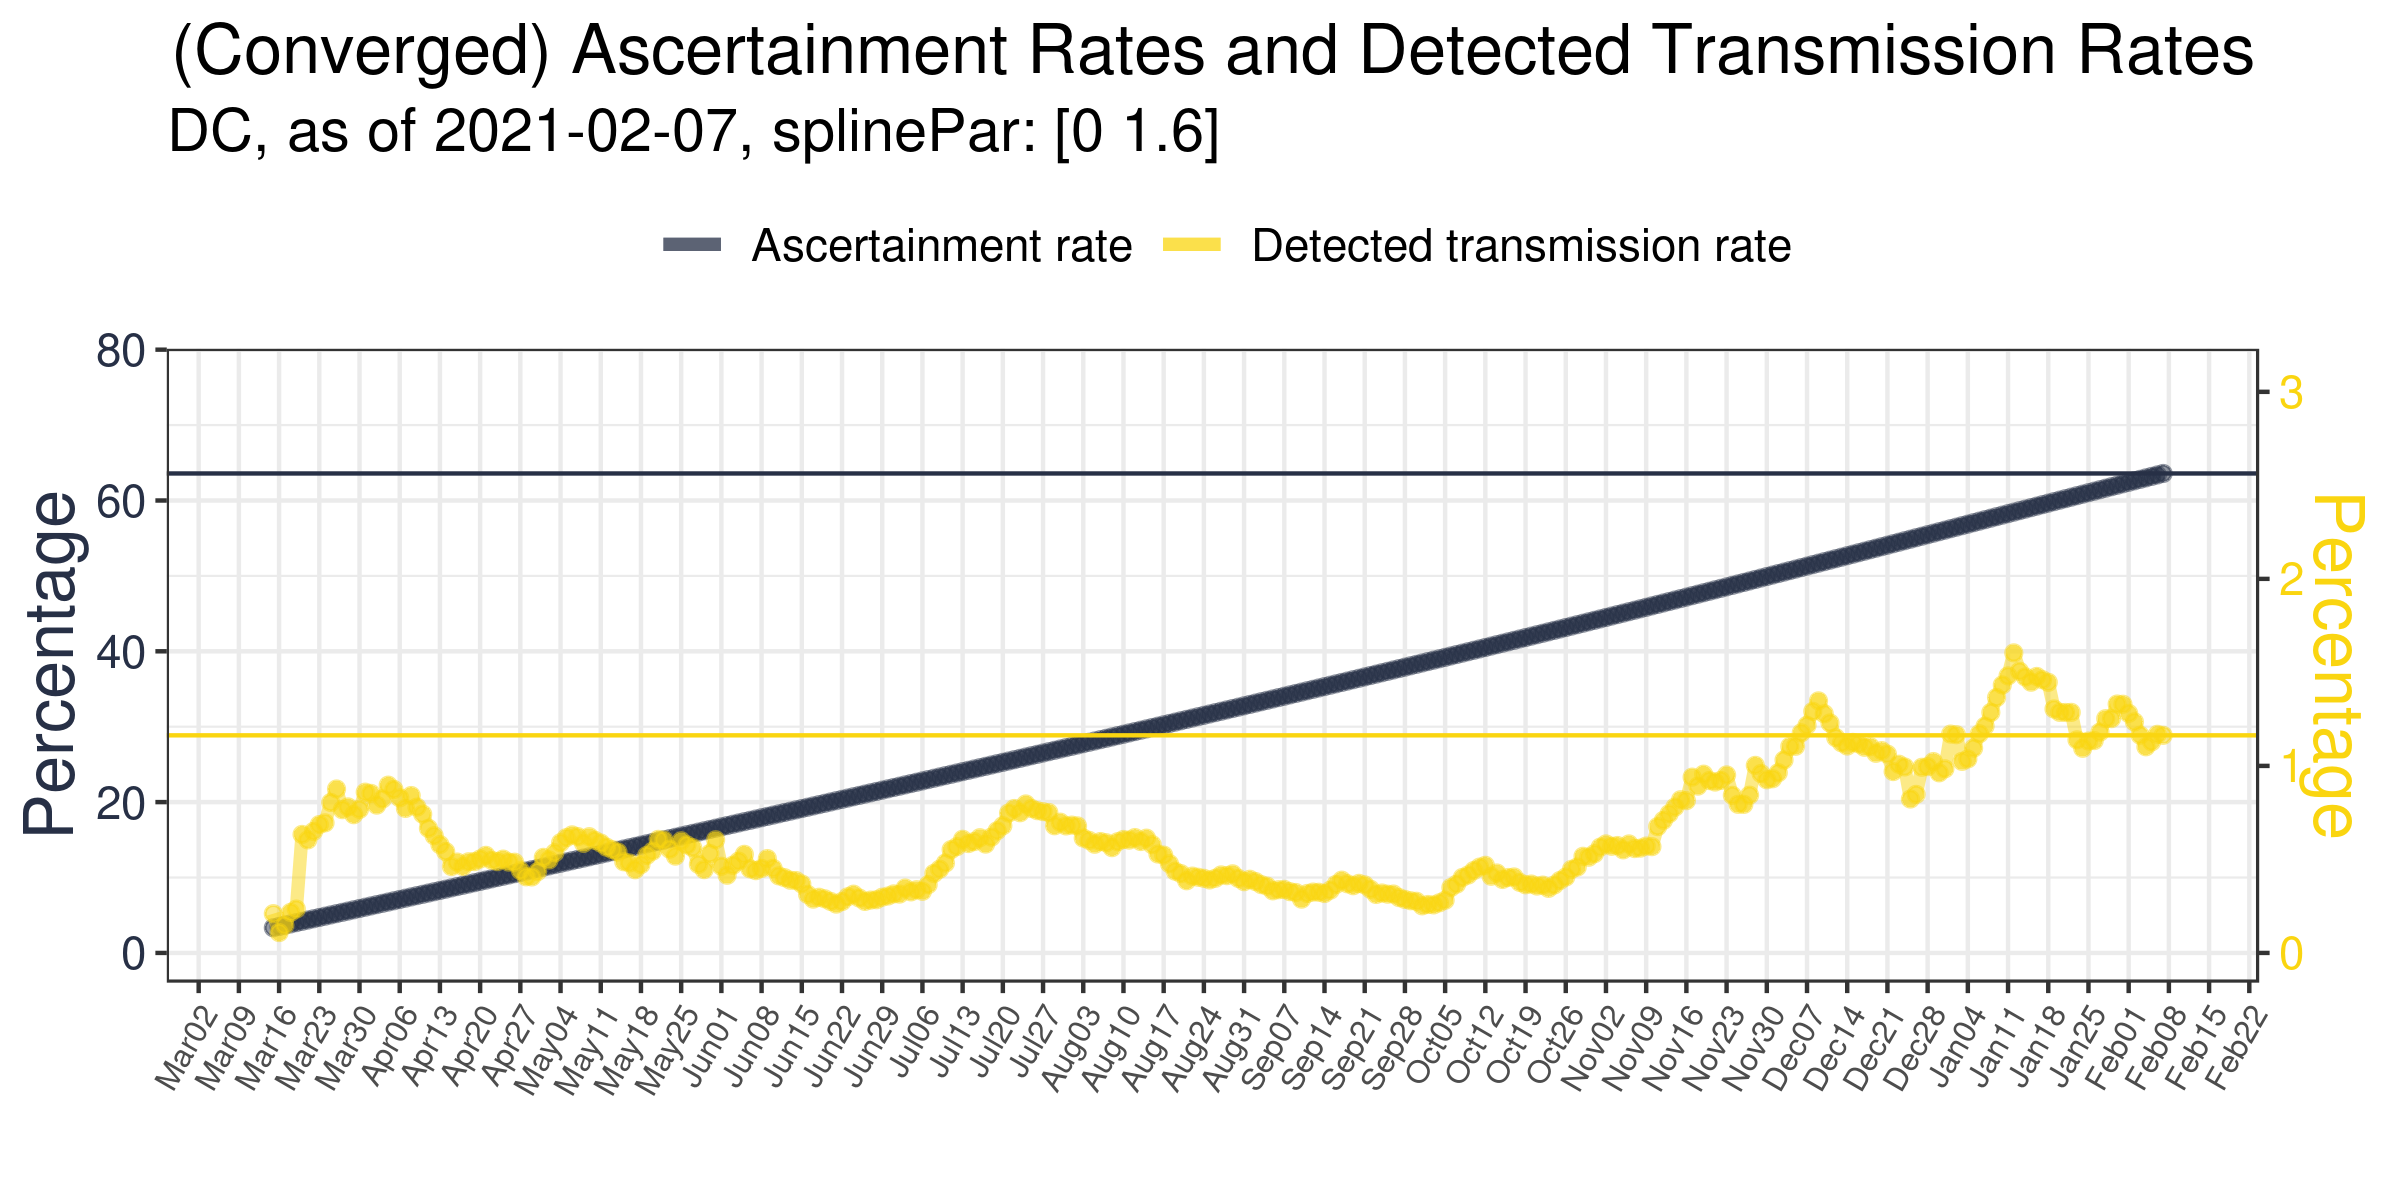 (Converged) Ascertainment Rates and Detected Transmission Rates
DC, as of 2021-02-07, splinePar: [0 1.6]
Ascertainment rate
Detected transmission rate
Percentage
80
60
40
20
0
3
2
1
0
Percentage
Mar02
Mar09
Mar16
Mar23
Mar30
Apr06
Apr13
Apr20
Apr27
May04
May11
May18
May25
Jun01
Jun08
Jun15
Jun22
Jun29
Jul06
Jul13
Jul20
Jul27
Aug03
Aug10
Aug17
Aug24
Aug31
Sep07
Sep14
Sep21
Sep28
Oct05
Oct12
Oct19
Oct26
Nov02
Nov09
Nov16
Nov23
Nov30
Dec07
Dec14
Dec21
Dec28
Jan04
Jan11
Jan18
Jan25
Feb01
Feb08
Feb15
Feb22